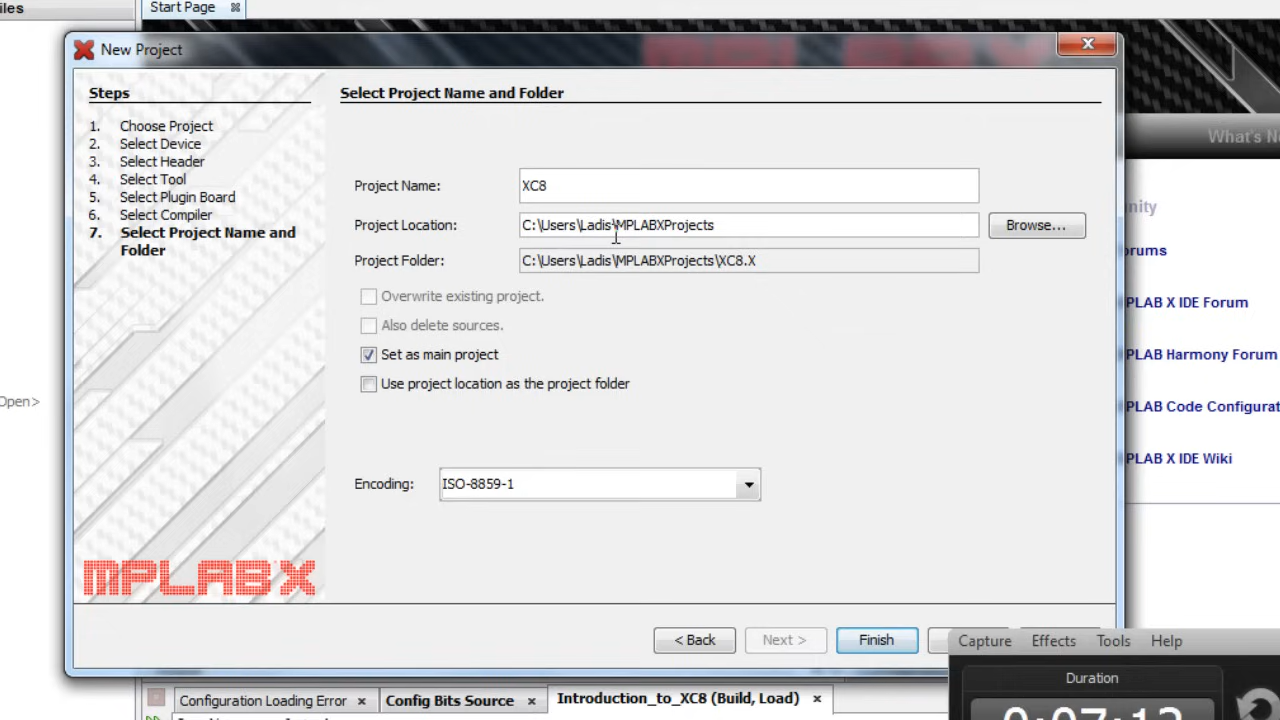 iles
Start Page
New Project
Steps
1. Choose Project
2. Select Device
3. Select Header
4. Select Tool
5. Select Plugin Board
6. Select Compiler
7. Select Project Name and
Folder
MPLABX
Select Project Name and Folder
Project Name: XC8
Project Location: C:\Users\Ladis\MPLABXProjects Browse...
Project Folder: C:\Users\Ladis\MPLABXProjects\XC8.X
Overwrite existing project.
Also delete sources.
Set as main project
Use project location as the project folder
Encoding: ISO-8859-1
< Back Next > Finish
What's N
nity
orums
PLAB X IDE Forum
PLAB Harmony Forum
PLAB Code Configurat
PLAB X IDE Wiki
Open>
Capture Effects Tools Help
Duration
0:07:12
Configuration Loading Error Config Bits Source Introduction_to_XC8 (Build, Load)